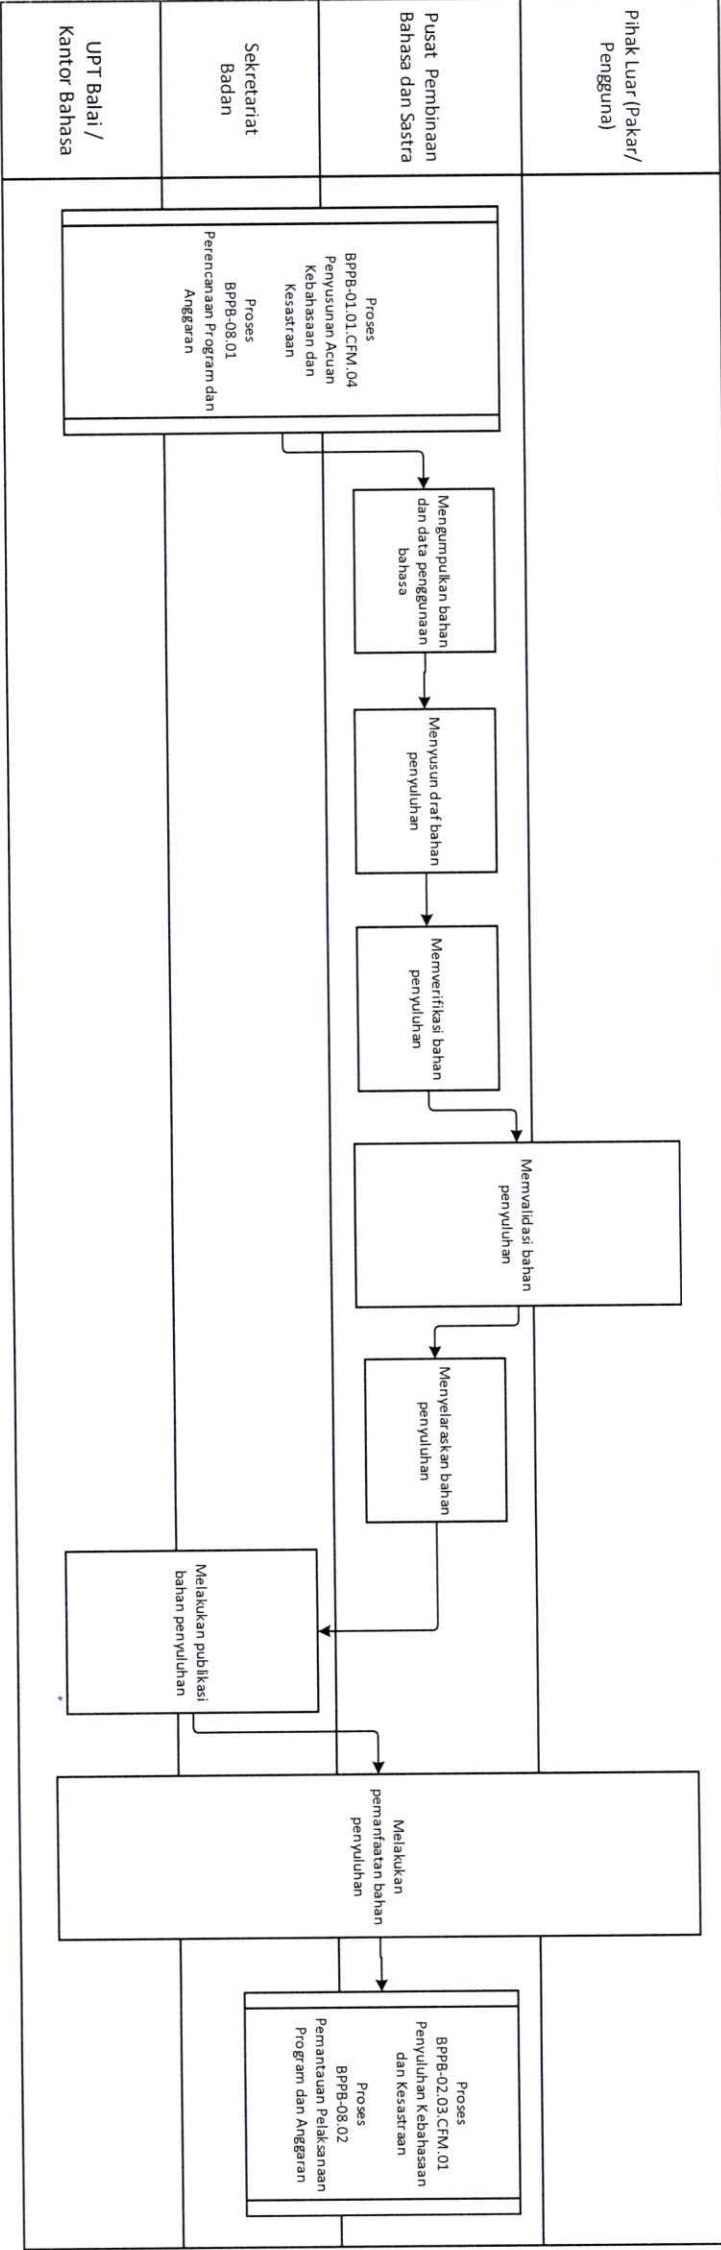 Pihak Luar (Pakar/
Pengguna)
Pusat Pembinaan
Bahasa dan Sastra
Sekretariat
Badan
UPT Balai /
Kantor Bahasa
Proses
BPPB-01.01.CFM.04
Penyusunan Acuan
Kebahasaan dan
Kesastraan
Proses
BPPB-08.01
Perencanaan Program dan
Anggaran
Mengumpulkan bahan
dan data penggunaan
bahasa
Menyusun draf bahan
penyuluhan
Memverifikasi bahan
penyuluhan
Memvalidasi bahan
penyuluhan
Menyelaraskan bahan
penyuluhan
Melakukan publikasi
bahan penyuluhan
Melakukan
pemanfaatan bahan
penyuluhan
Proses
BPPB-02.03.CFM.01
Penyuluhan Kebahasaan
dan Kesastraan
Proses
BPPB-08.02
Pemantauan Pelaksanaan
Program dan Anggaran